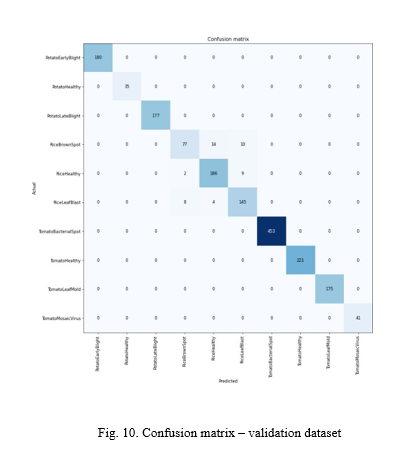 Confusion matrix
PotatoEarlyBlight 180 0 0 0 0 0 0 0 0 0
PotatoHealthy 0 35 0 0 0 0 0 0 0 0
PotatoLateBlight 0 0 177 0 0 0 0 0 0 0
RiceBrownSpot 0 0 0 77 14 10 0 0 0 0
RiceHealthy 0 0 0 2 186 9 0 0 0 0
RiceLeafBlast 0 0 0 8 4 145 0 0 0 0
TomatoBacterialSpot 0 0 0 0 0 0 453 0 0 0
TomatoHealthy 0 0 0 0 0 0 0 221 0 0
TomatoLeafMold 0 0 0 0 0 0 0 0 175 0
TomatoMosaicVirus 0 0 0 0 0 0 0 0 0 41
Actual
PotatoEarlyBlight
PotatoHealthy
PotatoLateBlight
RiceBrownSpot
RiceHealthy
RiceLeafBlast
TomatoBacterialSpot
TomatoHealthy
TomatoLeafMold
TomatoMosaicVirus
Predicted
Fig. 10. Confusion matrix – validation dataset